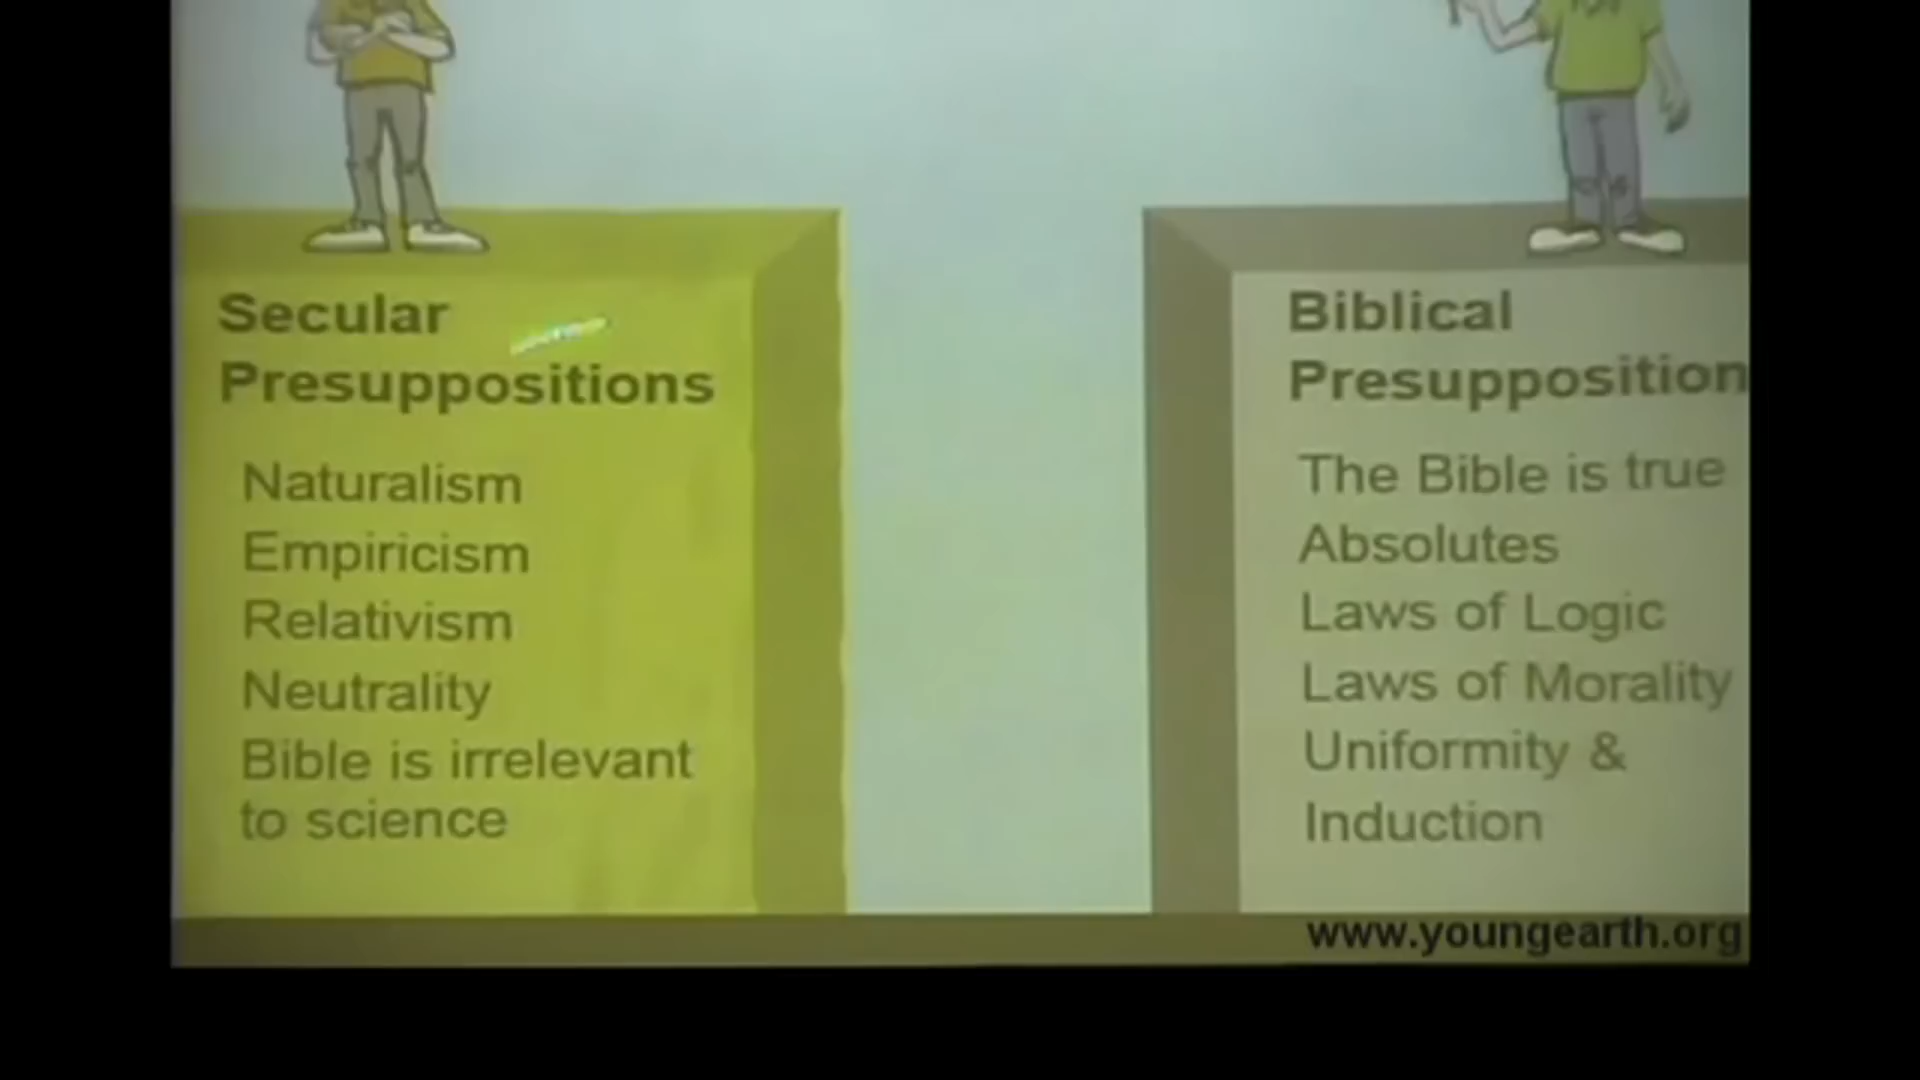 Secular
Presuppositions
Naturalism
Empiricism
Relativism
Neutrality
Bible is irrelevant
to science
Biblical
Presupposition
The Bible is true
Absolutes
Laws of Logic
Laws of Morality
Uniformity &
Induction
www.youngearth.org